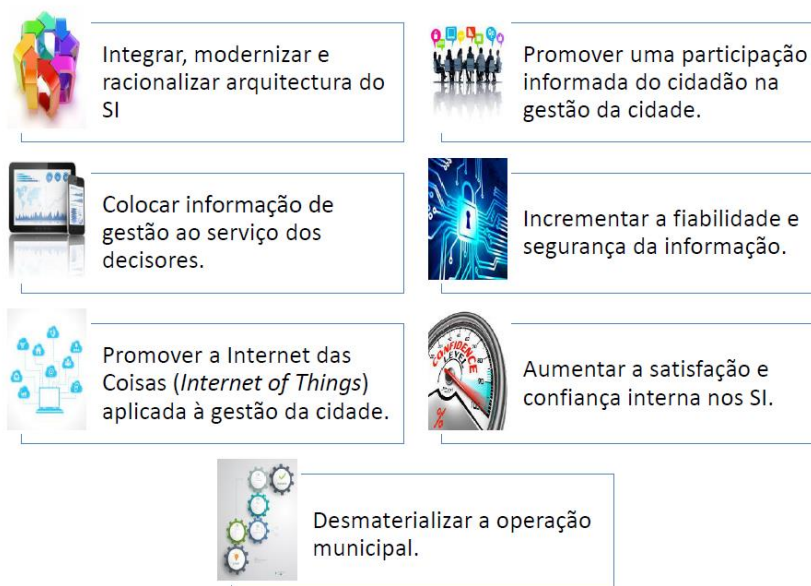 Integrar, modernizar e
racionalizar arquitectura do
SI
Promover uma participação
informada do cidadão na
gestão da cidade.
Colocar informação de
gestão ao serviço dos
decisores.
Incrementar a fiabilidade e
segurança da informação.
Promover a Internet das
Coisas (Internet of Things)
aplicada à gestão da cidade.
CONFIDENCE
LEVEL
%
Aumentar a satisfação e
confiança interna nos SI.
Desmaterializar a operação
municipal.